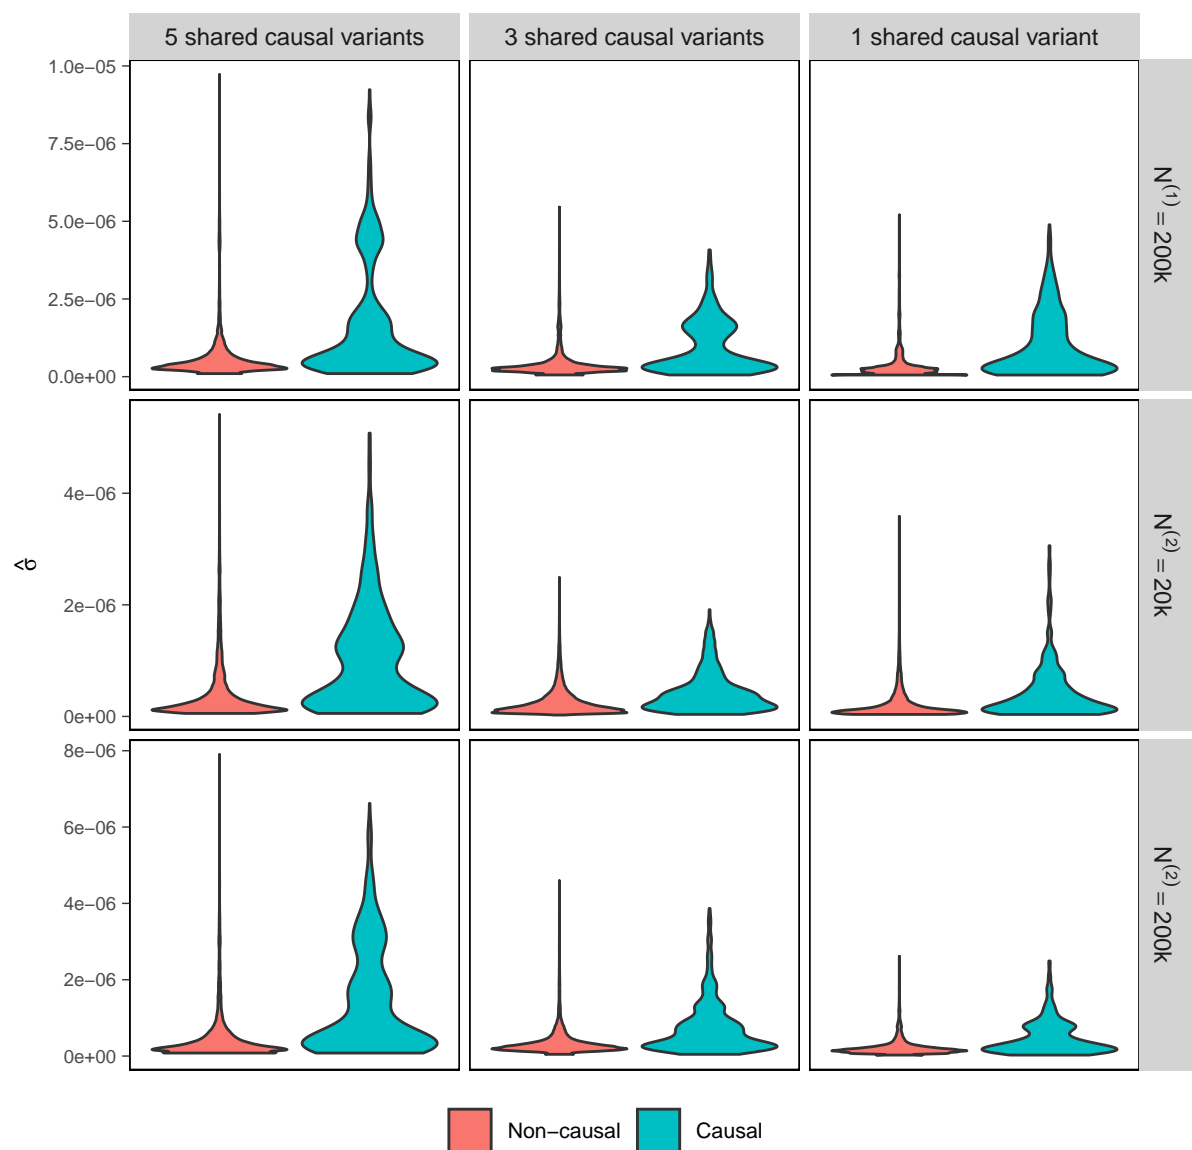 5 shared causal variants
3 shared causal variants
1 shared causal variant
1.0e−05
7.5e−06
5.0e−06
2.5e−06
0.0e+00
N⁽¹⁾ = 200k
4e−06
2e−06
0e+00
N⁽²⁾ = 20k
8e−06
6e−06
4e−06
2e−06
0e+00
N⁽²⁾ = 200k
σ̂
Non−causal
Causal